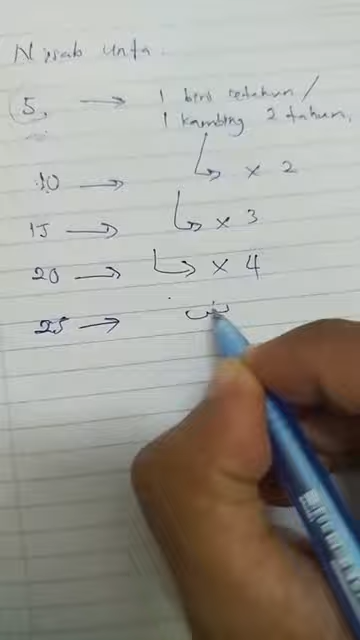 Nisab unta.
5, → 1 biri setahun /
1 kambing 2 tahun.
10 → ↳ x 2
15 → ↳ x 3
20 → ↳ x 4
25 →